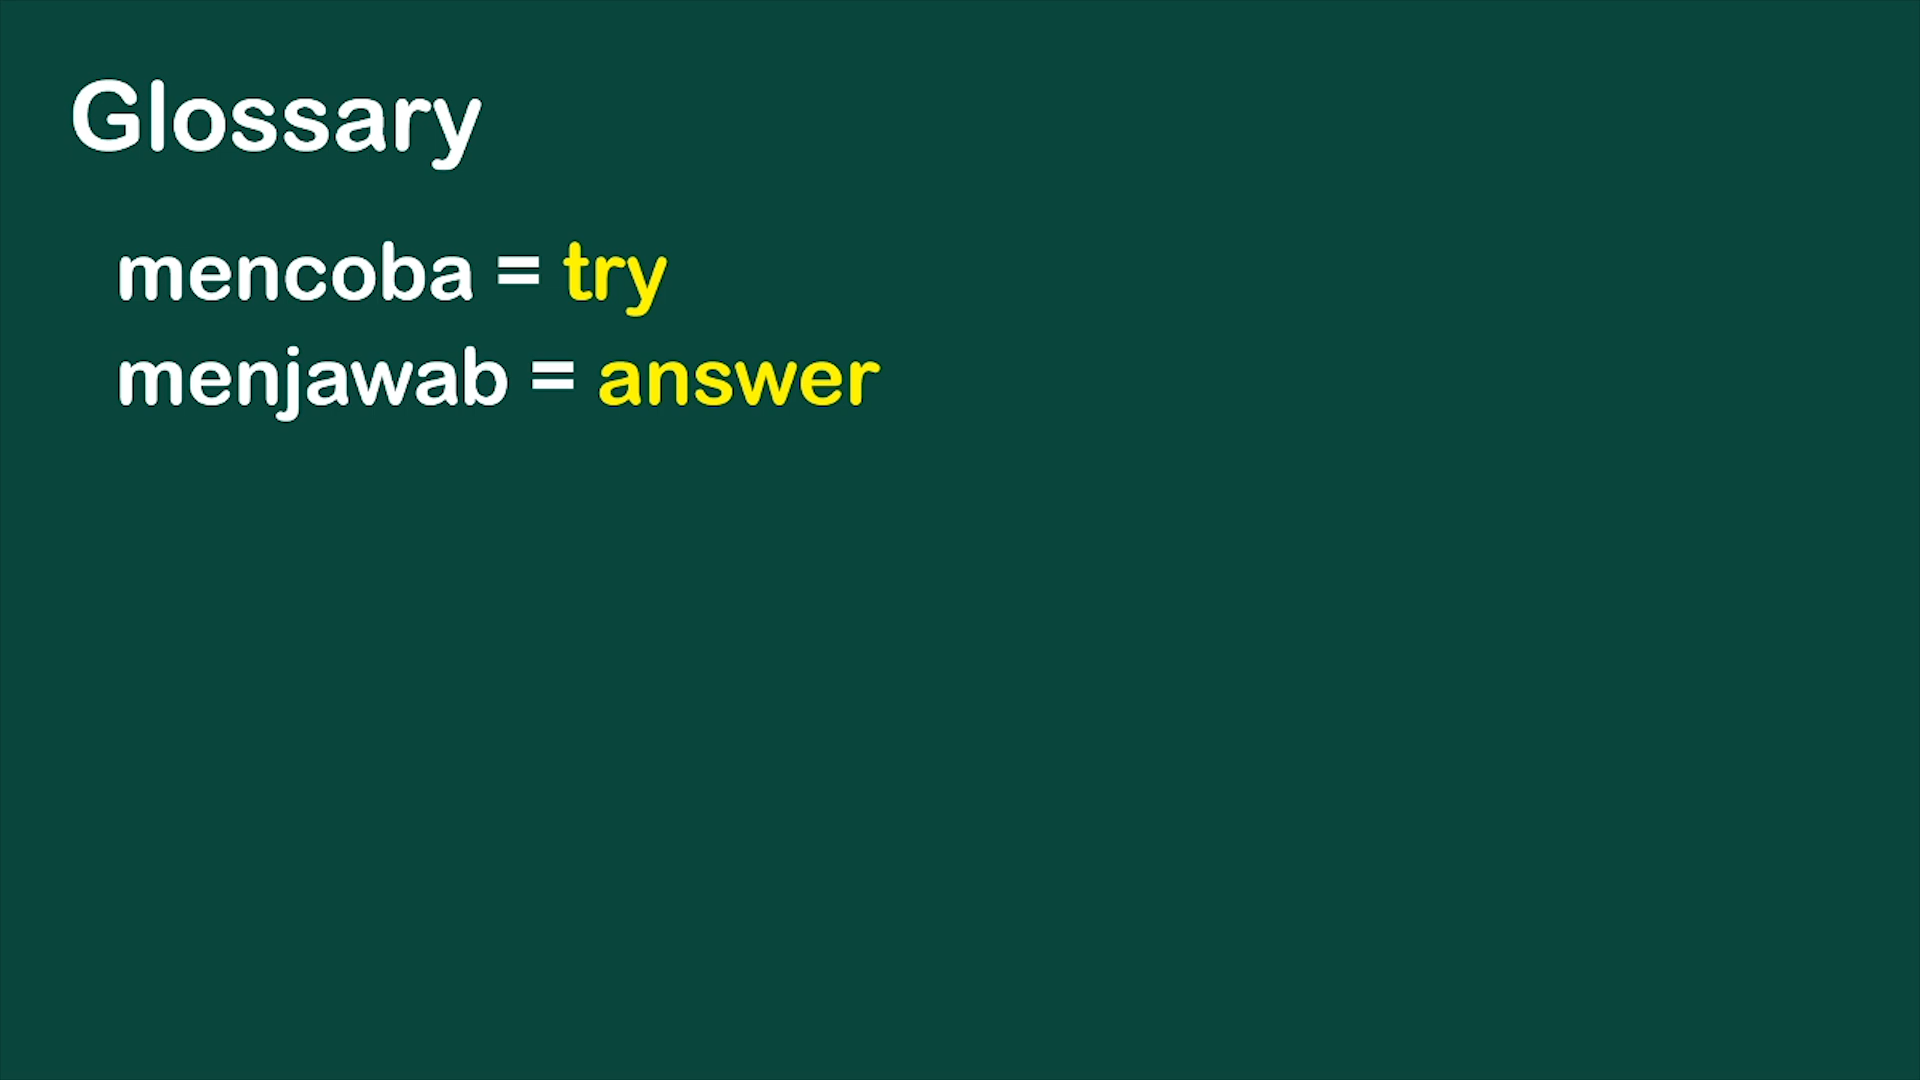 Glossary
mencoba = try
menjawab = answer